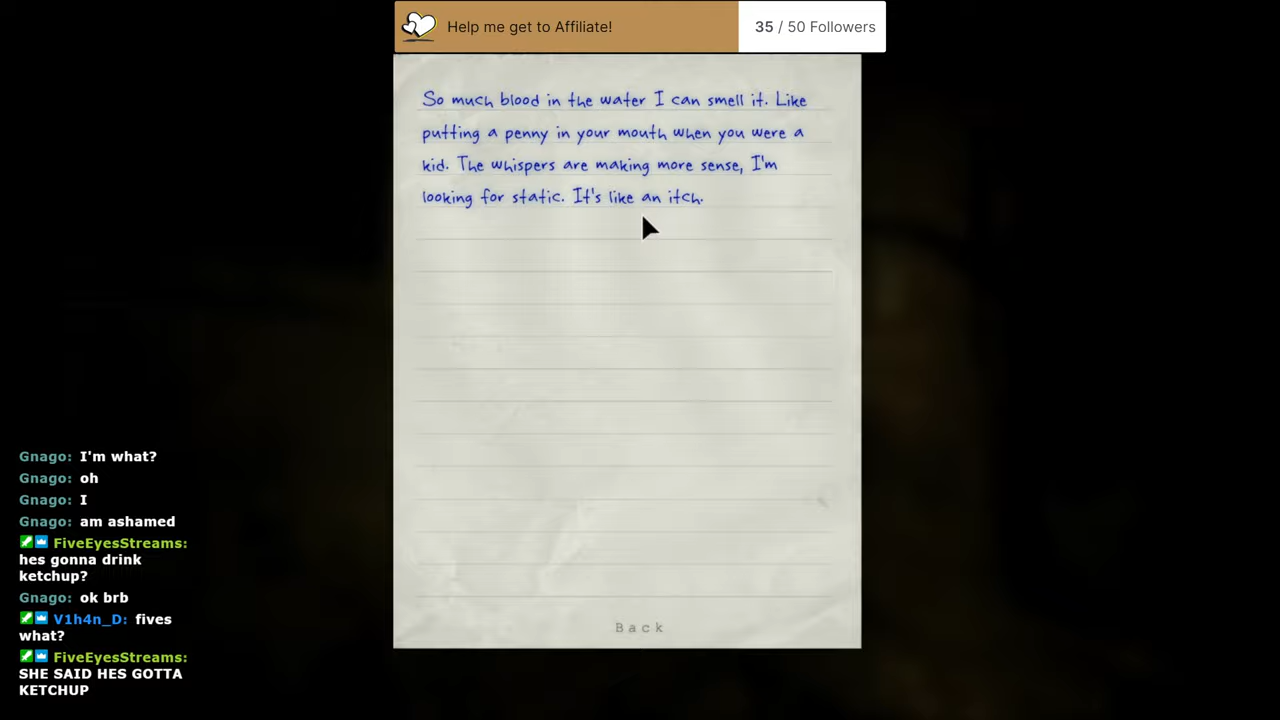 Help me get to Affiliate!
35 / 50 Followers
So much blood in the water I can smell it. Like
putting a penny in your mouth when you were a
kid. The whispers are making more sense, I'm
looking for static. It's like an itch.
Back
Gnago: I'm what?
Gnago: oh
Gnago: I
Gnago: am ashamed
FiveEyesStreams:
hes gonna drink
ketchup?
Gnago: ok brb
V1h4n_D: fives
what?
FiveEyesStreams:
SHE SAID HES GOTTA
KETCHUP